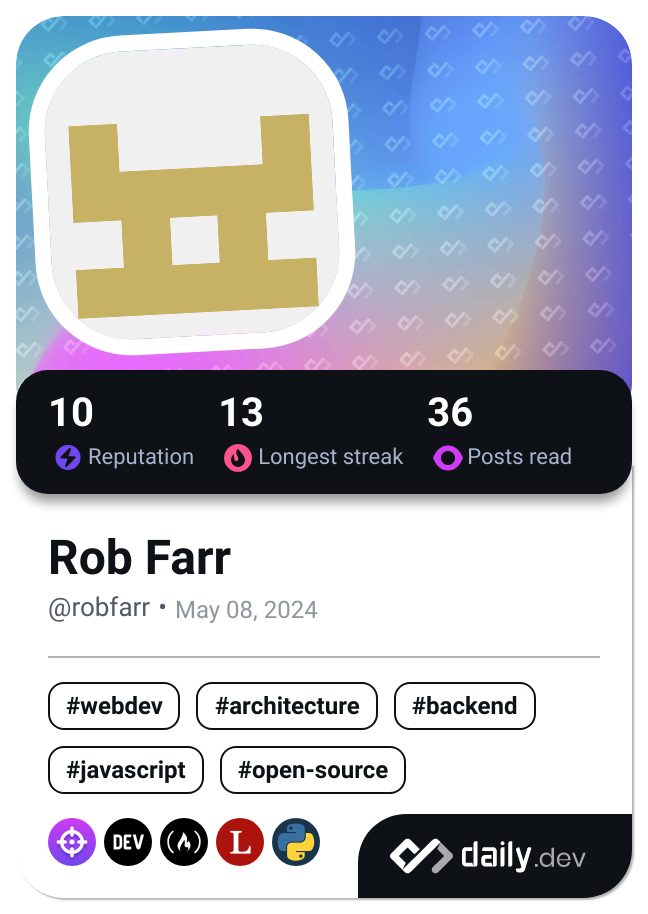 10 13 36
Reputation Longest streak Posts read
Rob Farr
@robfarr • May 08, 2024
#webdev #architecture #backend
#javascript #open-source
DEV L
daily.dev